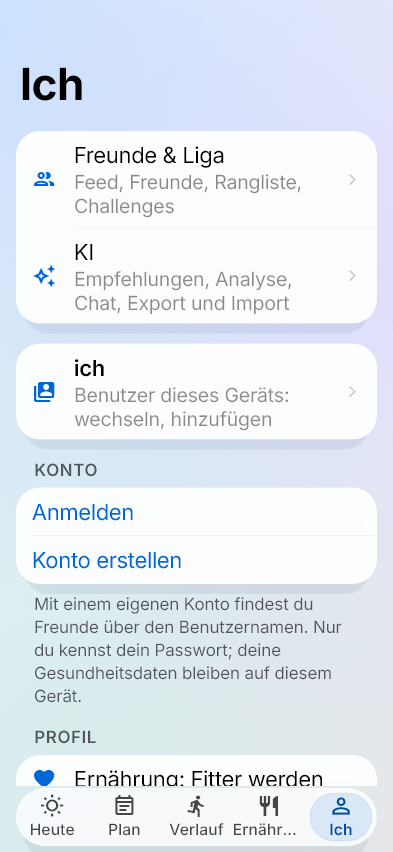 Ich
Freunde & Liga
Feed, Freunde, Rangliste,
Challenges
KI
Empfehlungen, Analyse,
Chat, Export und Import
ich
Benutzer dieses Geräts:
wechseln, hinzufügen
KONTO
Anmelden
Konto erstellen
Mit einem eigenen Konto findest du
Freunde über den Benutzernamen. Nur
du kennst dein Passwort; deine
Gesundheitsdaten bleiben auf diesem
Gerät.
PROFIL
Ernährung: Fitter werden
Heute Plan Verlauf Ernähr... Ich